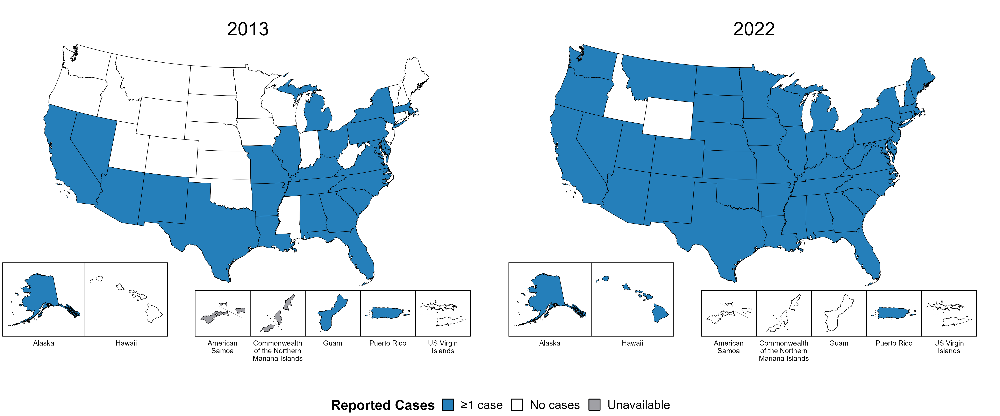 2013
2022
Alaska
Hawaii
American
Samoa
Commonwealth
of the Northern
Mariana Islands
Guam
Puerto Rico
US Virgin
Islands
Alaska
Hawaii
American
Samoa
Commonwealth
of the Northern
Mariana Islands
Guam
Puerto Rico
US Virgin
Islands
Reported Cases ≥1 case No cases Unavailable